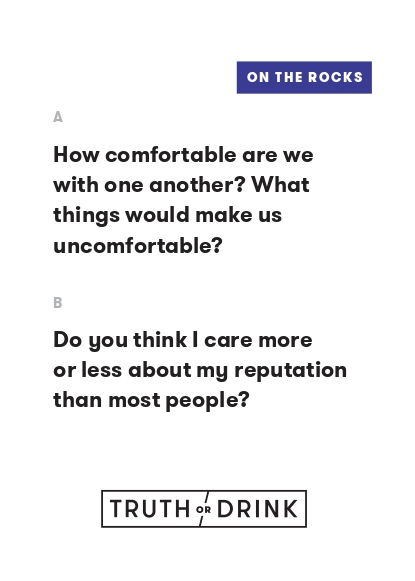 ON THE ROCKS
A
How comfortable are we
with one another? What
things would make us
uncomfortable?
B
Do you think I care more
or less about my reputation
than most people?
TRUTH OR DRINK